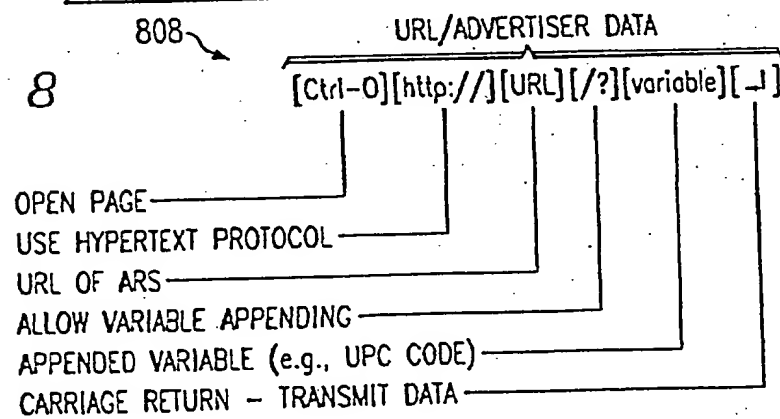 808
URL/ADVERTISER DATA
8
[Ctrl-O][http://][URL][/?][variable][↵]
OPEN PAGE
USE HYPERTEXT PROTOCOL
URL OF ARS
ALLOW VARIABLE APPENDING
APPENDED VARIABLE (e.g., UPC CODE)
CARRIAGE RETURN – TRANSMIT DATA